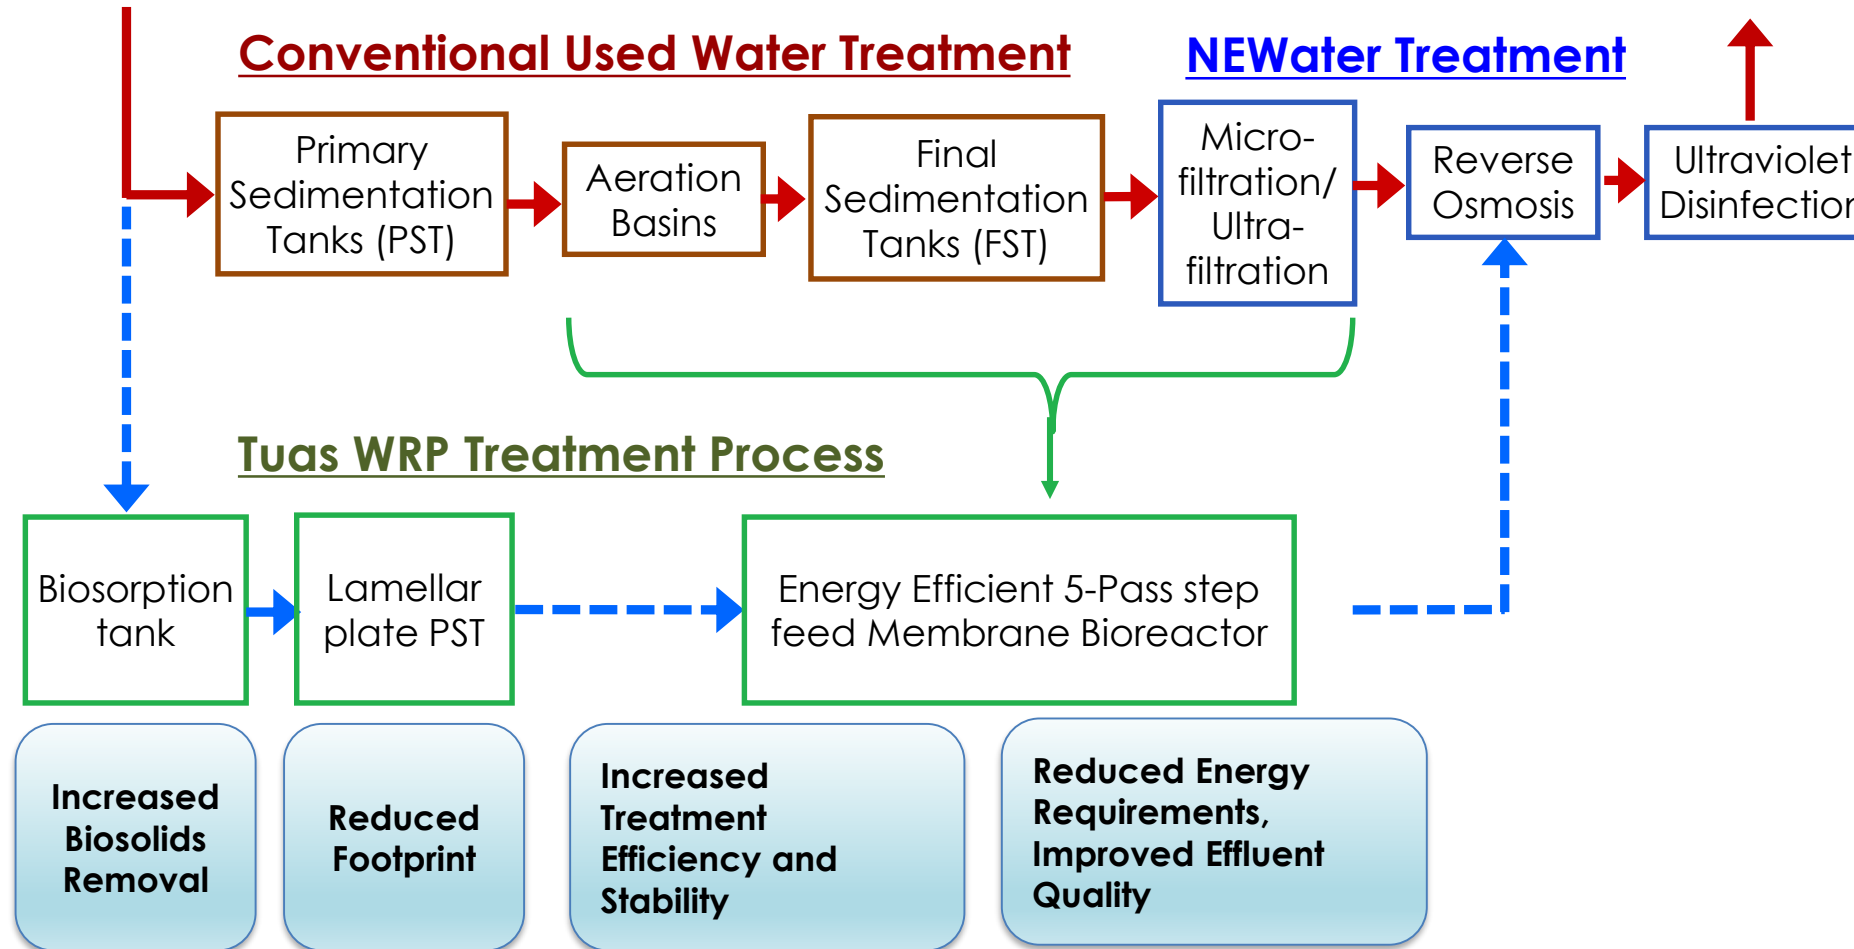 Conventional Used Water Treatment
NEWater Treatment
Primary
Sedimentation
Tanks (PST)
Aeration
Basins
Final
Sedimentation
Tanks (FST)
Micro-
filtration/
Ultra-
filtration
Reverse
Osmosis
Ultraviolet
Disinfection
Tuas WRP Treatment Process
Biosorption
tank
Lamellar
plate PST
Energy Efficient 5-Pass step
feed Membrane Bioreactor
Increased
Biosolids
Removal
Reduced
Footprint
Increased
Treatment
Efficiency and
Stability
Reduced Energy
Requirements,
Improved Effluent
Quality